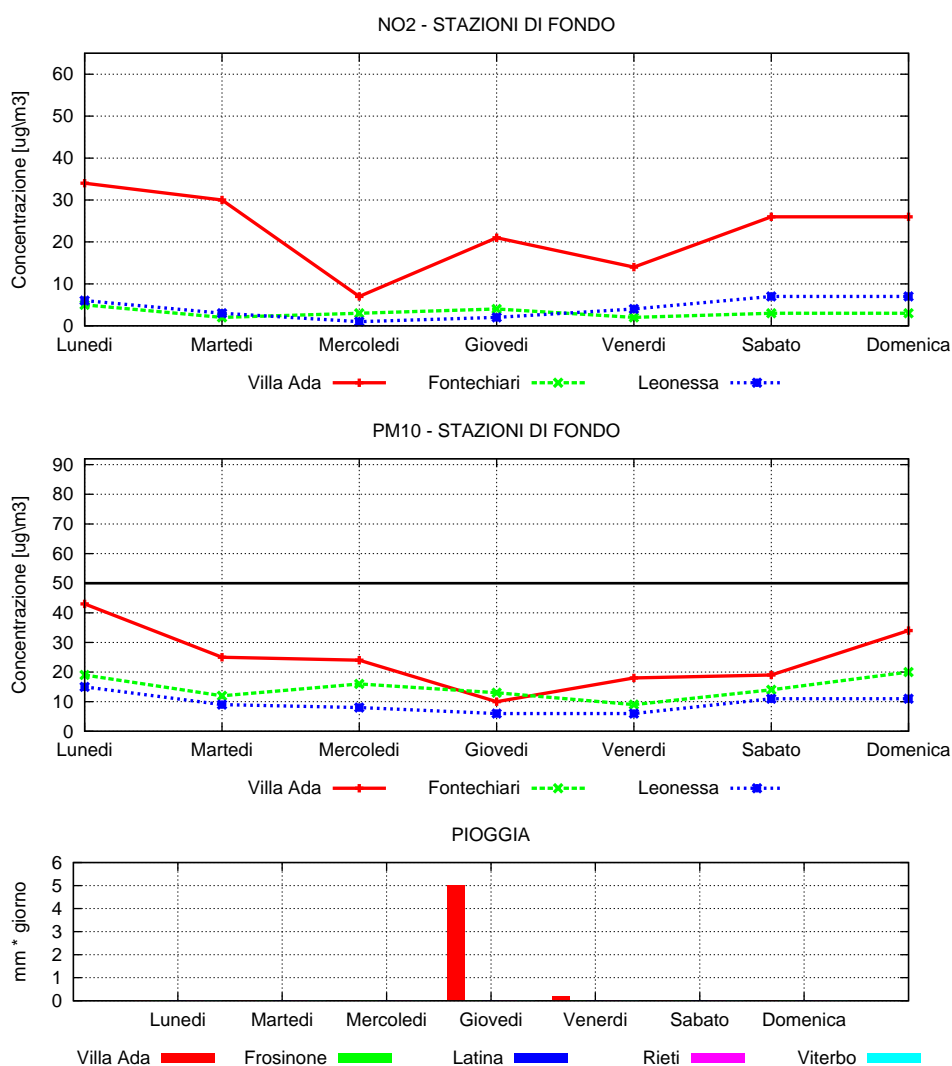 NO2 - STAZIONI DI FONDO
Concentrazione [ug\m3]
60
50
40
30
20
10
0
Lunedi Martedi Mercoledi Giovedi Venerdi Sabato Domenica
Villa Ada Fontechiari Leonessa
PM10 - STAZIONI DI FONDO
Concentrazione [ug\m3]
90
80
70
60
50
40
30
20
10
0
Lunedi Martedi Mercoledi Giovedi Venerdi Sabato Domenica
Villa Ada Fontechiari Leonessa
PIOGGIA
mm * giorno
6
5
4
3
2
1
0
Lunedi Martedi Mercoledi Giovedi Venerdi Sabato Domenica
Villa Ada Frosinone Latina Rieti Viterbo